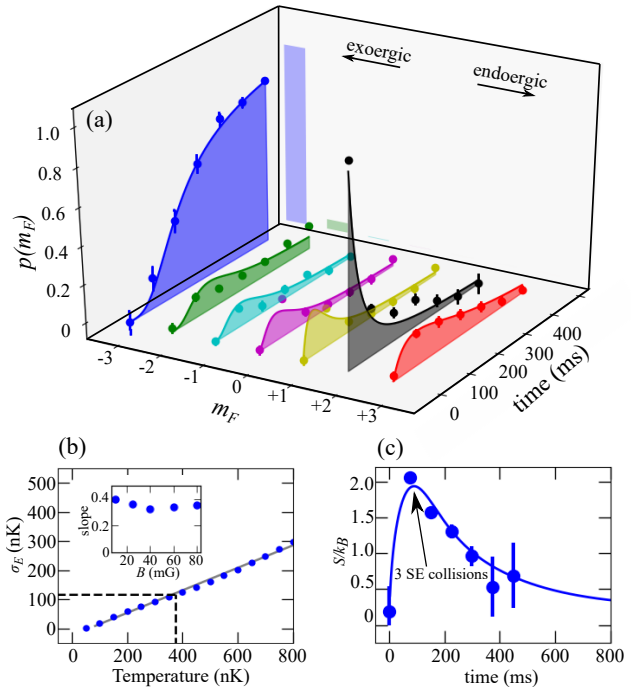 exoergic
endoergic
(a)
1.0
0.8
0.6
0.4
0.2
0
p(m_F)
-3
-2
-1
0
+1
+2
+3
m_F
0
100
200
300
400
time (ms)
(b)
500
400
300
200
100
0
σ_E (nK)
0.4
0
slope
0 20 40 60 80
B (mG)
0 200 400 600 800
Temperature (nK)
(c)
2.0
1.5
1.0
0.5
0
S/k_B
3 SE collisions
0 200 400 600 800
time (ms)